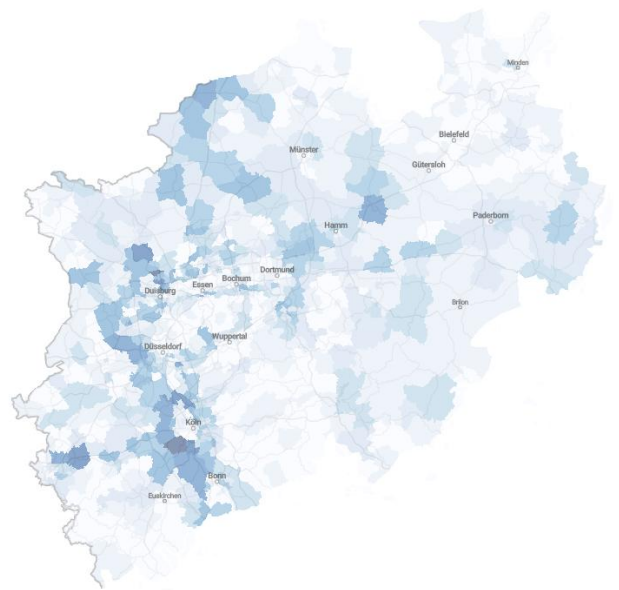 Minden
Bielefeld
Münster
Gütersloh
Paderborn
Hamm
Dortmund
Bochum
Essen
Duisburg
Brilon
Wuppertal
Düsseldorf
Köln
Bonn
Euskirchen